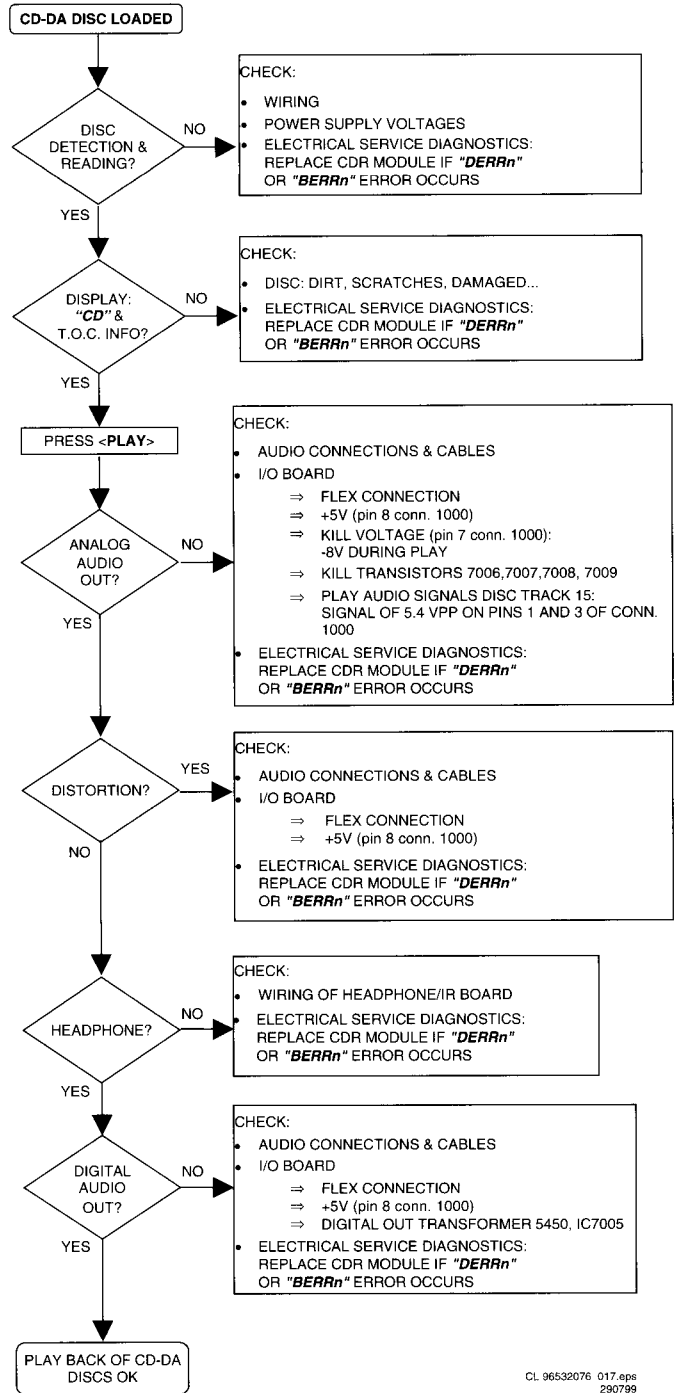 CD-DA DISC LOADED
DISC
DETECTION &
READING?
NO
YES
CHECK:
• WIRING
• POWER SUPPLY VOLTAGES
• ELECTRICAL SERVICE DIAGNOSTICS:
REPLACE CDR MODULE IF "DERRn"
OR "BERRn" ERROR OCCURS
DISPLAY:
"CD" &
T.O.C. INFO?
NO
YES
CHECK:
• DISC: DIRT, SCRATCHES, DAMAGED...
• ELECTRICAL SERVICE DIAGNOSTICS:
REPLACE CDR MODULE IF "DERRn"
OR "BERRn" ERROR OCCURS
PRESS <PLAY>
ANALOG
AUDIO
OUT?
NO
YES
CHECK:
• AUDIO CONNECTIONS & CABLES
• I/O BOARD
⇒ FLEX CONNECTION
⇒ +5V (pin 8 conn. 1000)
⇒ KILL VOLTAGE (pin 7 conn. 1000):
-8V DURING PLAY
⇒ KILL TRANSISTORS 7006,7007,7008, 7009
⇒ PLAY AUDIO SIGNALS DISC TRACK 15:
SIGNAL OF 5.4 VPP ON PINS 1 AND 3 OF CONN.
1000
• ELECTRICAL SERVICE DIAGNOSTICS:
REPLACE CDR MODULE IF "DERRn"
OR "BERRn" ERROR OCCURS
DISTORTION?
YES
NO
CHECK:
• AUDIO CONNECTIONS & CABLES
• I/O BOARD
⇒ FLEX CONNECTION
⇒ +5V (pin 8 conn. 1000)
• ELECTRICAL SERVICE DIAGNOSTICS:
REPLACE CDR MODULE IF "DERRn"
OR "BERRn" ERROR OCCURS
HEADPHONE?
NO
YES
CHECK:
• WIRING OF HEADPHONE/IR BOARD
• ELECTRICAL SERVICE DIAGNOSTICS:
REPLACE CDR MODULE IF "DERRn"
OR "BERRn" ERROR OCCURS
DIGITAL
AUDIO
OUT?
NO
YES
CHECK:
• AUDIO CONNECTIONS & CABLES
• I/O BOARD
⇒ FLEX CONNECTION
⇒ +5V (pin 8 conn. 1000)
⇒ DIGITAL OUT TRANSFORMER 5450, IC7005
• ELECTRICAL SERVICE DIAGNOSTICS:
REPLACE CDR MODULE IF "DERRn"
OR "BERRn" ERROR OCCURS
PLAY BACK OF CD-DA
DISCS OK
CL 96532076_017.eps
290799